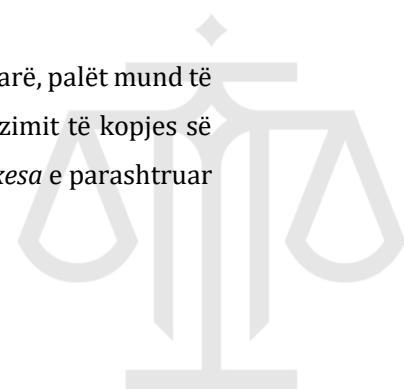 arë, palët mund të
zimit të kopjes së
kesa e parashtruar